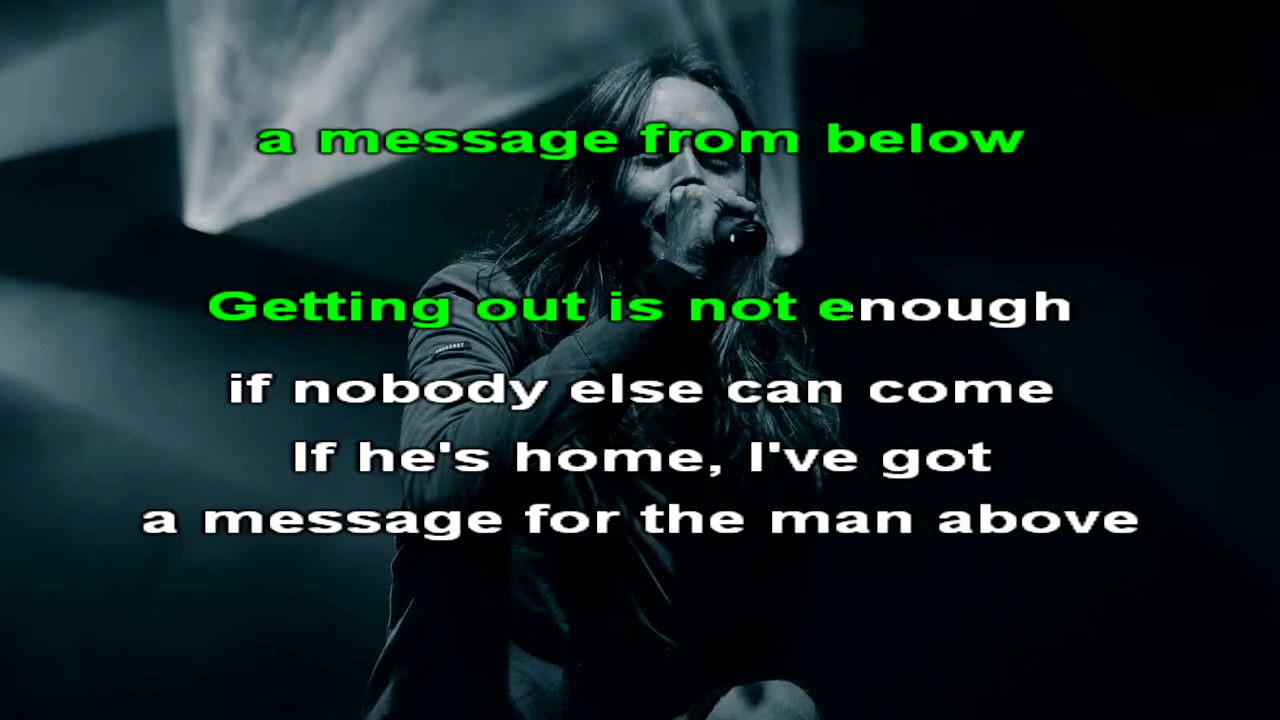 a message from below
Getting out is not enough
if nobody else can come
If he's home, I've got
a message for the man above